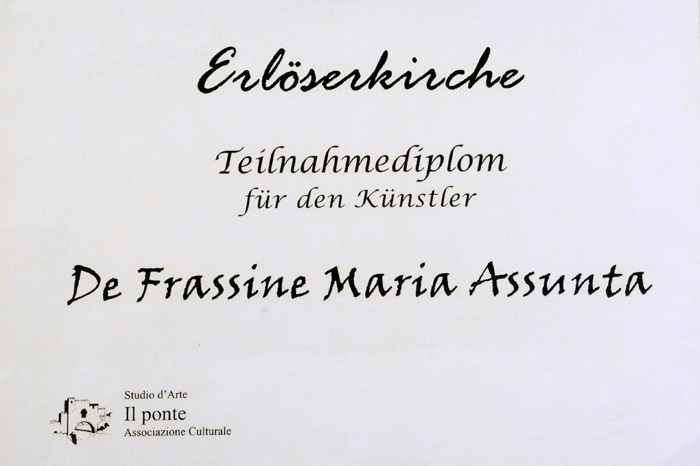 Erlöserkirche
Teilnahmediplom
für den Künstler
De Frassine Maria Assunta
Studio d'Arte
Il ponte
Associazione Culturale